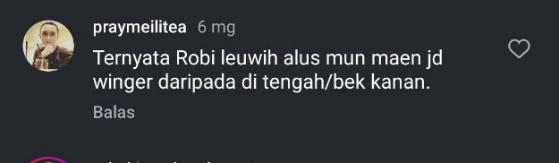 praymeilitea 6 mg
Ternyata Robi leuwih alus mun maen jd
winger daripada di tengah/bek kanan.
Balas